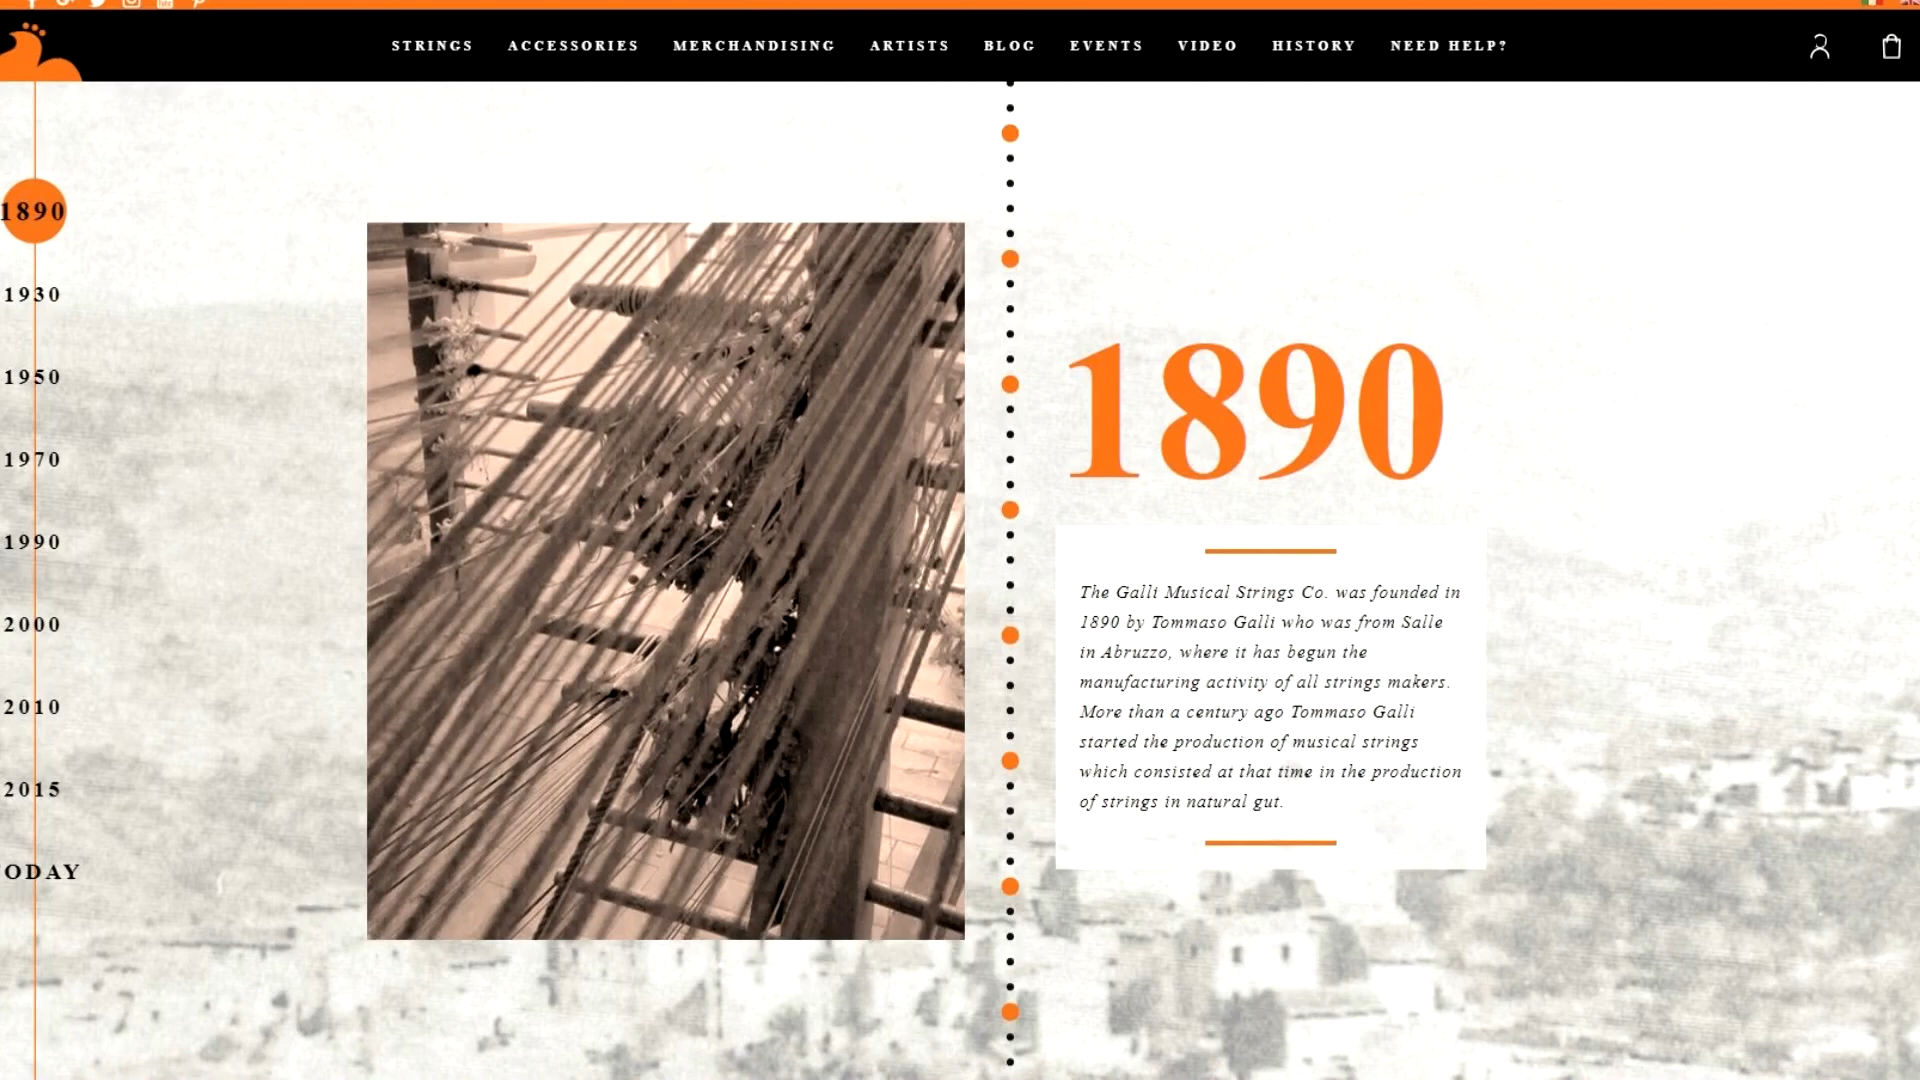 STRINGS ACCESSORIES MERCHANDISING ARTISTS BLOG EVENTS VIDEO HISTORY NEED HELP?
1890
1930
1950
1970
1990
2000
2010
2015
ODAY
1890
The Galli Musical Strings Co. was founded in
1890 by Tommaso Galli who was from Salle
in Abruzzo, where it has begun the
manufacturing activity of all strings makers.
More than a century ago Tommaso Galli
started the production of musical strings
which consisted at that time in the production
of strings in natural gut.